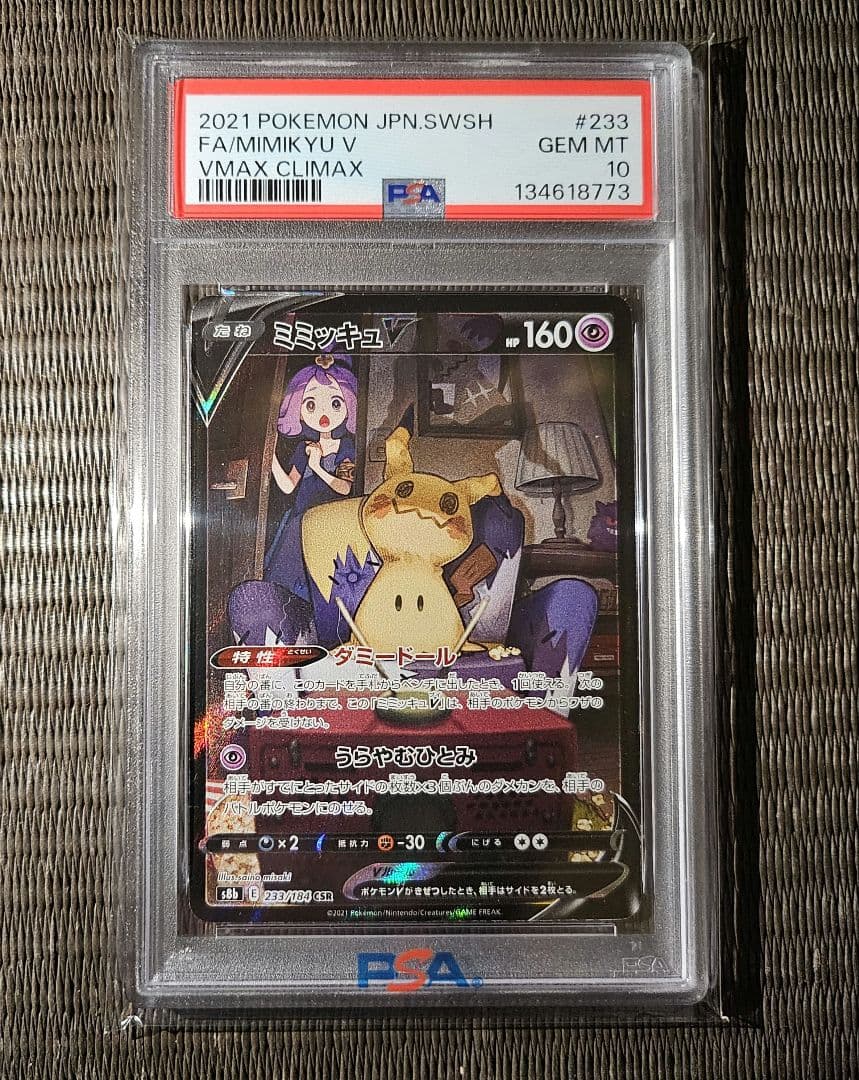 2021 POKEMON JPN.SWSH #233
FA/MIMIKYU V GEM MT
VMAX CLIMAX 10
134618773
PSA
たね ミミッキュV HP 160
特性 とくせい ダミードール
自分の番に、このカードを手札からベンチに出したとき、1回使える。次の
相手の番の終わりまで、この「ミミッキュV」は、相手のポケモンからワザの
ダメージを受けない。
うらやむひとみ
相手がすでにとったサイドの枚数×3個ぶんのダメカンを、相手の
バトルポケモンにのせる。
弱点 ×2 抵抗力 -30 にげる
Illus. saino misaki
s8b E 233/184 CSR
ポケモンVがきぜつしたとき、相手はサイドを2枚とる。
©2021 Pokémon/Nintendo/Creatures/GAME FREAK.
PSA
PSA